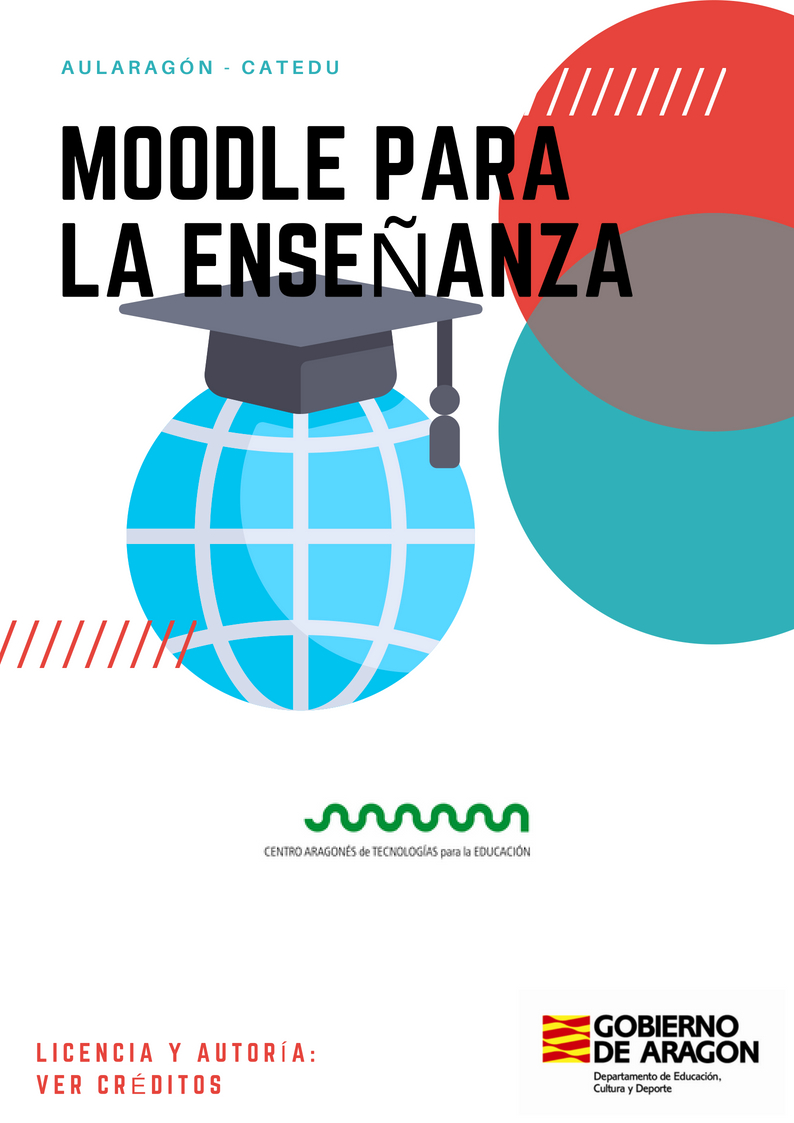 AULARAGÓN - CATEDU
MOODLE PARA
LA ENSEÑANZA
CENTRO ARAGONÉS de TECNOLOGÍAS para la EDUCACIÓN
LICENCIA Y AUTORÍA:
VER CRÉDITOS
GOBIERNO
DE ARAGON
Departamento de Educación,
Cultura y Deporte